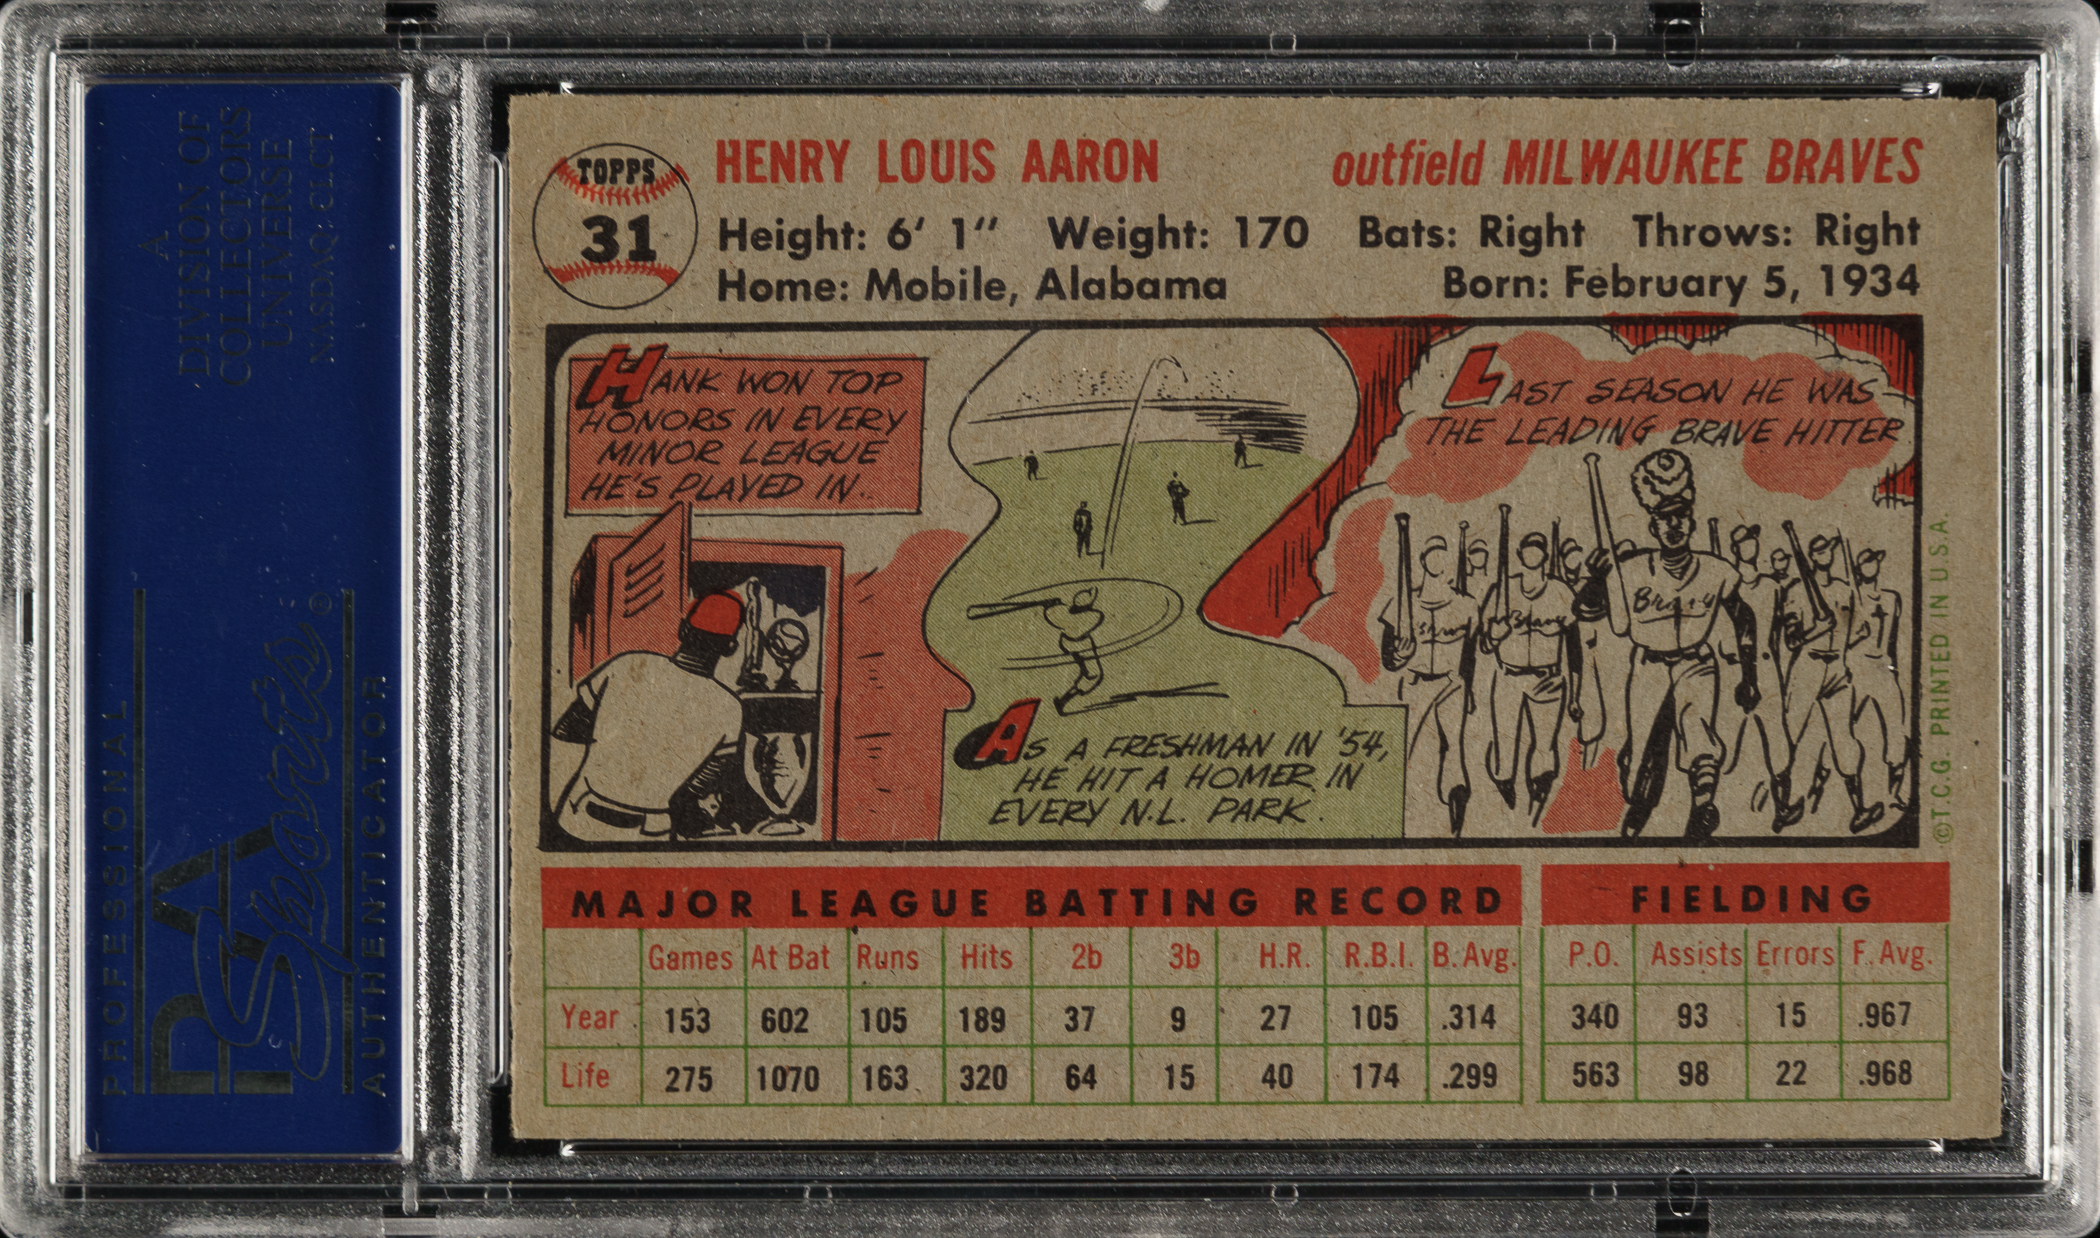 A
DIVISION OF
COLLECTORS
UNIVERSE
NASDAQ: CLCT
PROFESSIONAL
PSA
Sports
AUTHENTICATOR
TOPPS
31
HENRY LOUIS AARON
outfield MILWAUKEE BRAVES
Height: 6' 1" Weight: 170 Bats: Right Throws: Right
Home: Mobile, Alabama Born: February 5, 1934
HANK WON TOP
HONORS IN EVERY
MINOR LEAGUE
HE'S PLAYED IN..
AS A FRESHMAN IN '54,
HE HIT A HOMER IN
EVERY N.L. PARK.
LAST SEASON HE WAS
THE LEADING BRAVE HITTER
Braves
©T.C.G. PRINTED IN U.S.A.
MAJOR LEAGUE BATTING RECORD FIELDING
Games At Bat Runs Hits 2b 3b H.R. R.B.I. B. Avg. P.O. Assists Errors F. Avg.
Year 153 602 105 189 37 9 27 105 .314 340 93 15 .967
Life 275 1070 163 320 64 15 40 174 .299 563 98 22 .968